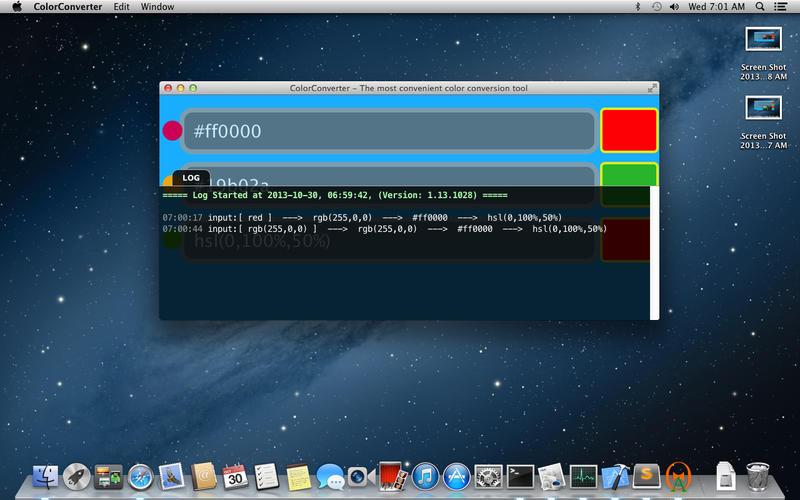 ColorConverter Edit Window Wed 7:01 AM
Screen Shot
2013...8 AM
Screen Shot
2013...7 AM
ColorConverter – The most convenient color conversion tool
#ff0000
LOG
===== Log Started at 2013-10-30, 06:59:42, (Version: 1.13.1028) =====
07:00:17 input:[ red ] ---> rgb(255,0,0) ---> #ff0000 ---> hsl(0,100%,50%)
07:00:44 input:[ rgb(255,0,0) ] ---> rgb(255,0,0) ---> #ff0000 ---> hsl(0,100%,50%)
hsl(0,100%,50%)
OCT
30